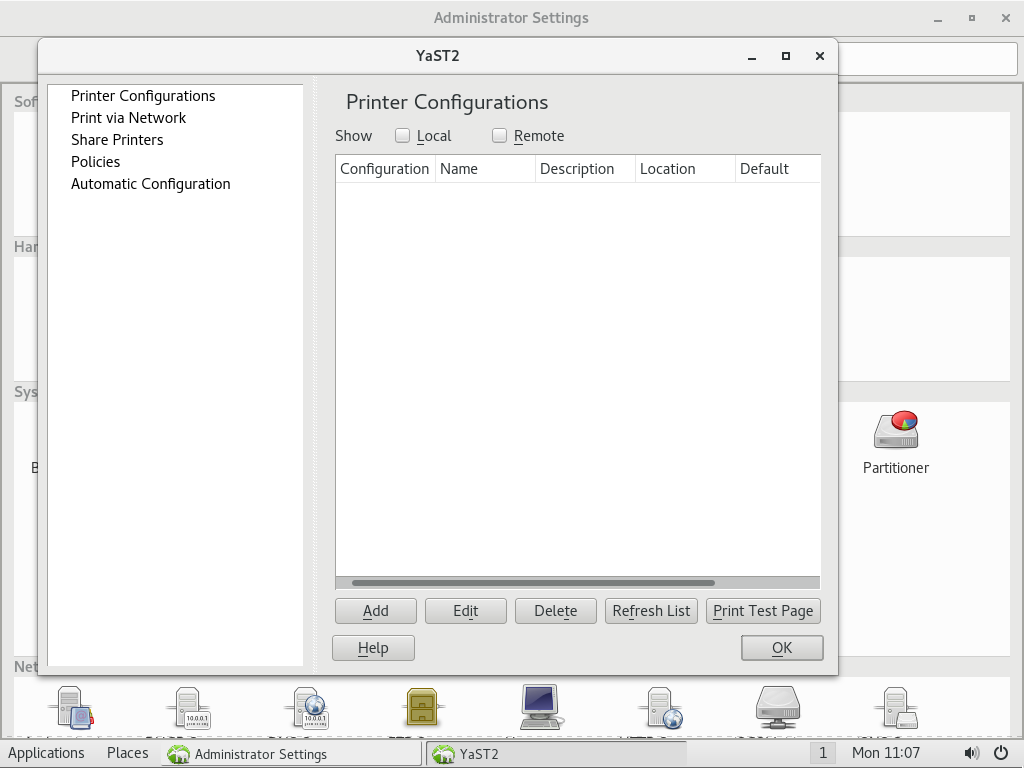 Administrator Settings
YaST2
Printer Configurations
Print via Network
Share Printers
Policies
Automatic Configuration
Printer Configurations
Show Local Remote
Configuration Name Description Location Default
Add Edit Delete Refresh List Print Test Page
Help OK
Sof
Har
Sys
B
Partitioner
Net
10.0.0.1
10.0.0.1
Applications Places Administrator Settings YaST2 1 Mon 11:07